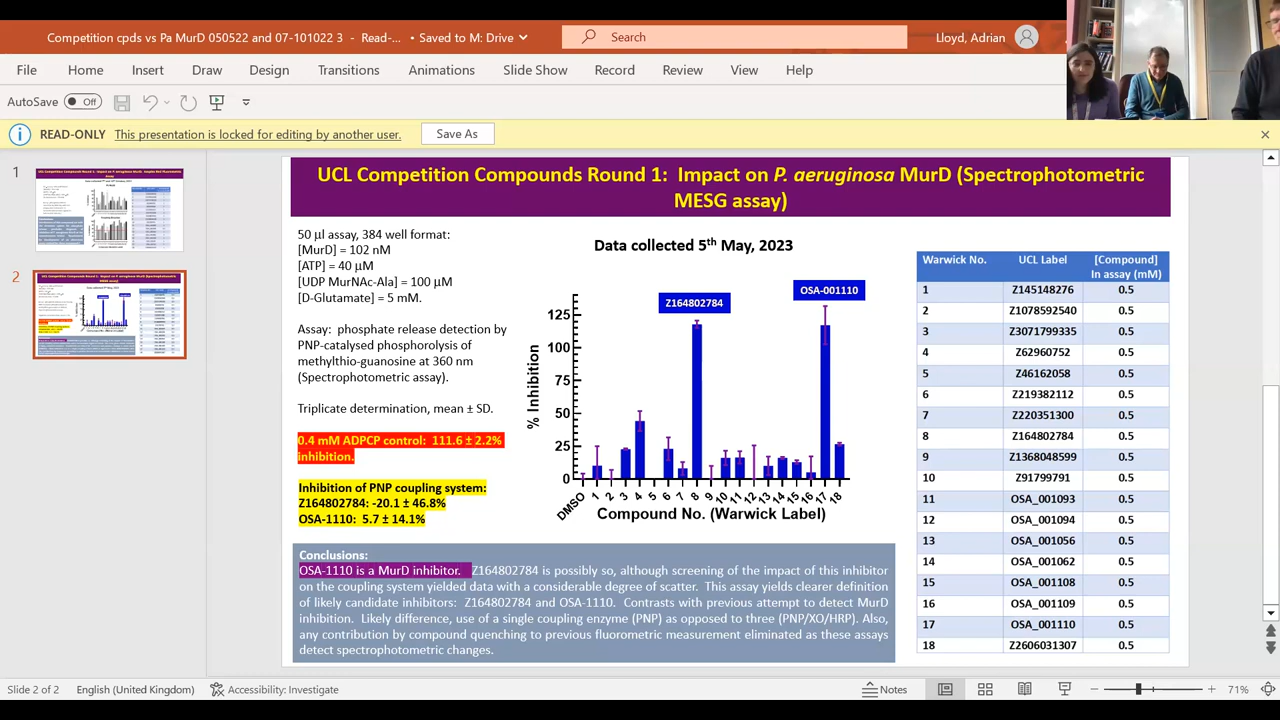 Competition cpds vs Pa MurD 050522 and 07-101022 3 - Read-... • Saved to M: Drive
Search
Lloyd, Adrian
File Home Insert Draw Design Transitions Animations Slide Show Record Review View Help
AutoSave Off
READ-ONLY This presentation is locked for editing by another user. Save As
1
2
UCL Competition Compounds Round 1: Impact on P. aeruginosa MurD (Spectrophotometric
MESG assay)
50 µl assay, 384 well format:
[MurD] = 102 nM
[ATP] = 40 µM
[UDP MurNAc-Ala] = 100 µM
[D-Glutamate] = 5 mM.
Assay: phosphate release detection by
PNP-catalysed phosphorolysis of
methylthio-guanosine at 360 nm
(Spectrophotometric assay).
Triplicate determination, mean ± SD.
0.4 mM ADPCP control: 111.6 ± 2.2%
inhibition.
Inhibition of PNP coupling system:
Z164802784: -20.1 ± 46.8%
OSA-1110: 5.7 ± 14.1%
Data collected 5th May, 2023
Z164802784
OSA-001110
% Inhibition
125
100
75
50
25
0
DMSO 1 2 3 4 5 6 7 8 9 10 11 12 13 14 15 16 17 18
Compound No. (Warwick Label)
Warwick No. UCL Label [Compound]
In assay (mM)
1 Z145148276 0.5
2 Z1078592540 0.5
3 Z3071799335 0.5
4 Z62960752 0.5
5 Z46162058 0.5
6 Z219382112 0.5
7 Z220351300 0.5
8 Z164802784 0.5
9 Z1368048599 0.5
10 Z91799791 0.5
11 OSA_001093 0.5
12 OSA_001094 0.5
13 OSA_001056 0.5
14 OSA_001062 0.5
15 OSA_001108 0.5
16 OSA_001109 0.5
17 OSA_001110 0.5
18 Z2606031307 0.5
Conclusions:
OSA-1110 is a MurD inhibitor. Z164802784 is possibly so, although screening of the impact of this inhibitor
on the coupling system yielded data with a considerable degree of scatter. This assay yields clearer definition
of likely candidate inhibitors: Z164802784 and OSA-1110. Contrasts with previous attempt to detect MurD
inhibition. Likely difference, use of a single coupling enzyme (PNP) as opposed to three (PNP/XO/HRP). Also,
any contribution by compound quenching to previous fluorometric measurement eliminated as these assays
detect spectrophotometric changes.
Slide 2 of 2 English (United Kingdom) Accessibility: Investigate Notes 71%